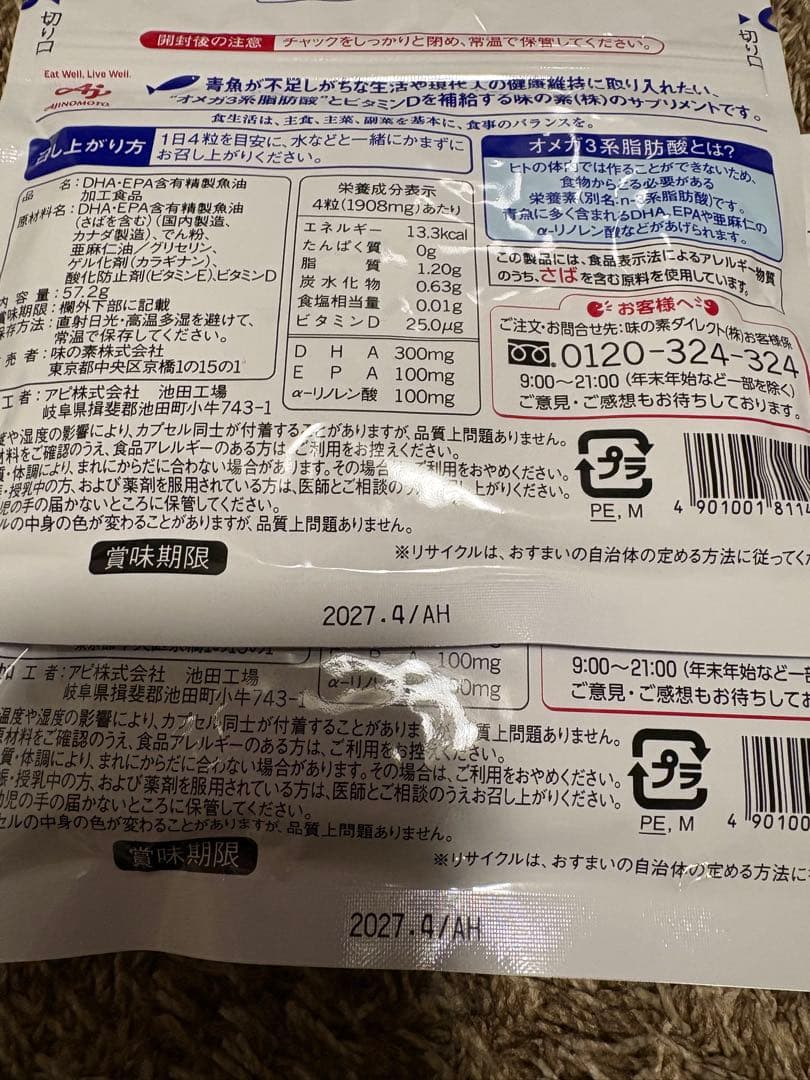 切り口
切り口
開封後の注意 チャックをしっかりと閉め、常温で保管してください。
Eat Well, Live Well.
AJINOMOTO
青魚が不足しがちな生活や現代人の健康維持に取り入れたい、
“オメガ3系脂肪酸”とビタミンDを補給する味の素(株)のサプリメントです。
食生活は、主食、主菜、副菜を基本に、食事のバランスを。
召し上がり方
1日4粒を目安に、水などと一緒にかまずに
お召し上がりください。
品 名:DHA・EPA含有精製魚油
加工食品
原材料名:DHA・EPA含有精製魚油
(さばを含む)(国内製造、
カナダ製造)、でん粉、
亜麻仁油/グリセリン、
ゲル化剤(カラギナン)、
酸化防止剤(ビタミンE)、ビタミンD
内容量:57.2g
賞味期限:欄外下部に記載
保存方法:直射日光・高温多湿を避けて、
常温で保存してください。
売者:味の素株式会社
東京都中央区京橋1の15の1
工者:アピ株式会社 池田工場
岐阜県揖斐郡池田町小牛743-1
栄養成分表示
4粒(1908mg)あたり
エネルギー 13.3kcal
たんぱく質 0g
脂質 1.20g
炭水化物 0.63g
食塩相当量 0.01g
ビタミンD 25.0μg
DHA 300mg
EPA 100mg
α-リノレン酸 100mg
オメガ3系脂肪酸とは?
ヒトの体内では作ることができないため、
食物からとる必要がある
栄養素(別名:n-3系脂肪酸)です。
青魚に多く含まれるDHA、EPAや亜麻仁の
α-リノレン酸などがあげられます。
この製品には、食品表示法によるアレルギー物質
のうち、さばを含む原料を使用しています。
お客様へ
ご注文・お問合せ先:味の素ダイレクト(株)お客様係
0120-324-324
9:00〜21:00(年末年始など一部を除く)
ご意見・ご感想もお待ちしております。
度や湿度の影響により、カプセル同士が付着することがありますが、品質上問題ありません。
材料をご確認のうえ、食品アレルギーのある方は、ご利用をお控えください。
質・体調により、まれにからだに合わない場合があります。その場合は、ご利用をおやめください。
・授乳中の方、および薬剤を服用されている方は、医師とご相談のうえお召し上がりください。
児の手の届かないところに保管してください。
ルの中身の色が変わることがありますが、品質上問題ありません。
プラ
PE, M
4 901001 8114
賞味期限
※リサイクルは、おすまいの自治体の定める方法に従ってくだ
2027.4/AH
EPA 100mg
加工者:アピ株式会社 池田工場
岐阜県揖斐郡池田町小牛743-1
α-リノレン
9:00〜21:00(年末年始など一部
ご意見・ご感想もお待ちしてお
温度や湿度の影響により、カプセル同士が付着することがありますが、品質上問題ありません。
原材料をご確認のうえ、食品アレルギーのある方は、ご利用をお控えください。
質・体調により、まれにからだに合わない場合があります。その場合は、ご利用をおやめください。
娠・授乳中の方、および薬剤を服用されている方は、医師とご相談のうえお召し上がりください。
幼児の手の届かないところに保管してください。
セルの中身の色が変わることがありますが、品質上問題ありません。
プラ
PE, M
4 90100
賞味期限
※リサイクルは、おすまいの自治体の定める方法に
2027.4/AH